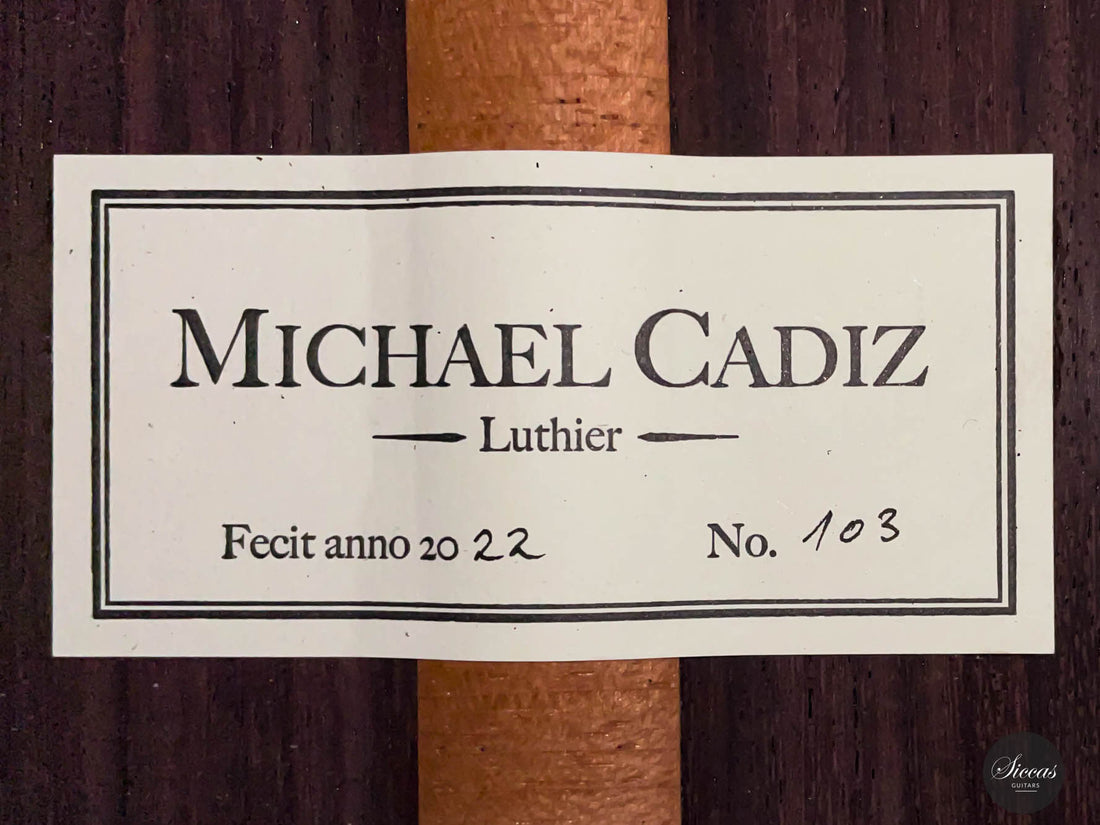 MICHAEL CADIZ
Luthier
Fecit anno 2022 No. 103
Siccas
GUITARS